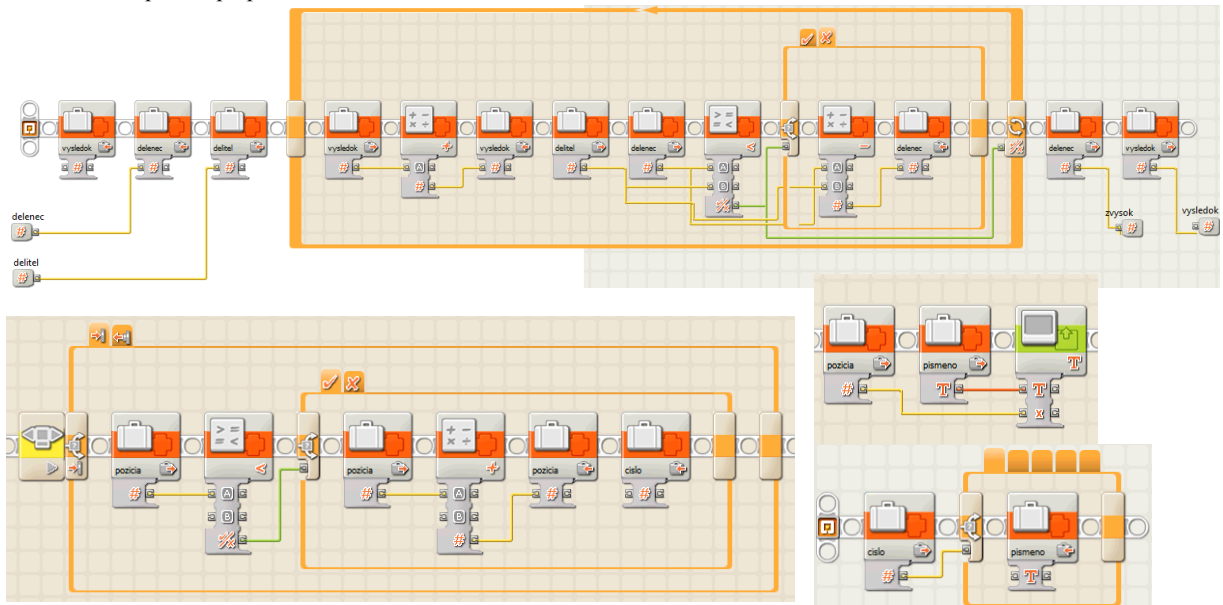 vysledok delenec delitel vysledok + vysledok delitel delenec < − delenec delenec vysledok
A A A
B B
delenec
zvysok vysledok
delitel
pozicia pismeno
T
T T
x
pozicia < pozicia + pozicia cislo
A A
B B
cislo pismeno
T